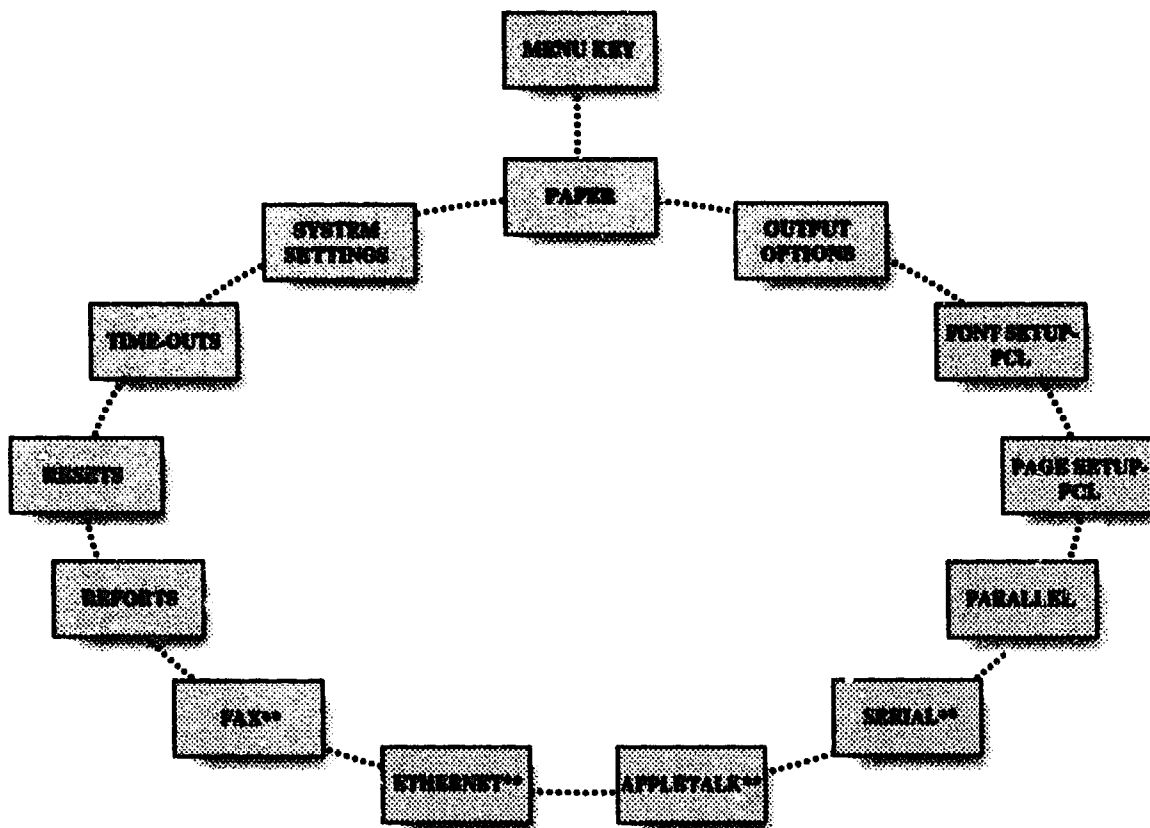 MENU KEY
PAPER
SYSTEM
SETTINGS
OUTPUT
OPTIONS
TIME-OUTS
FONT SETUP-
PCL
RESETS
PAGE SETUP-
PCL
REPORTS
PARALLEL
FAX**
SERIAL**
ETHERNET**
APPLETALK**